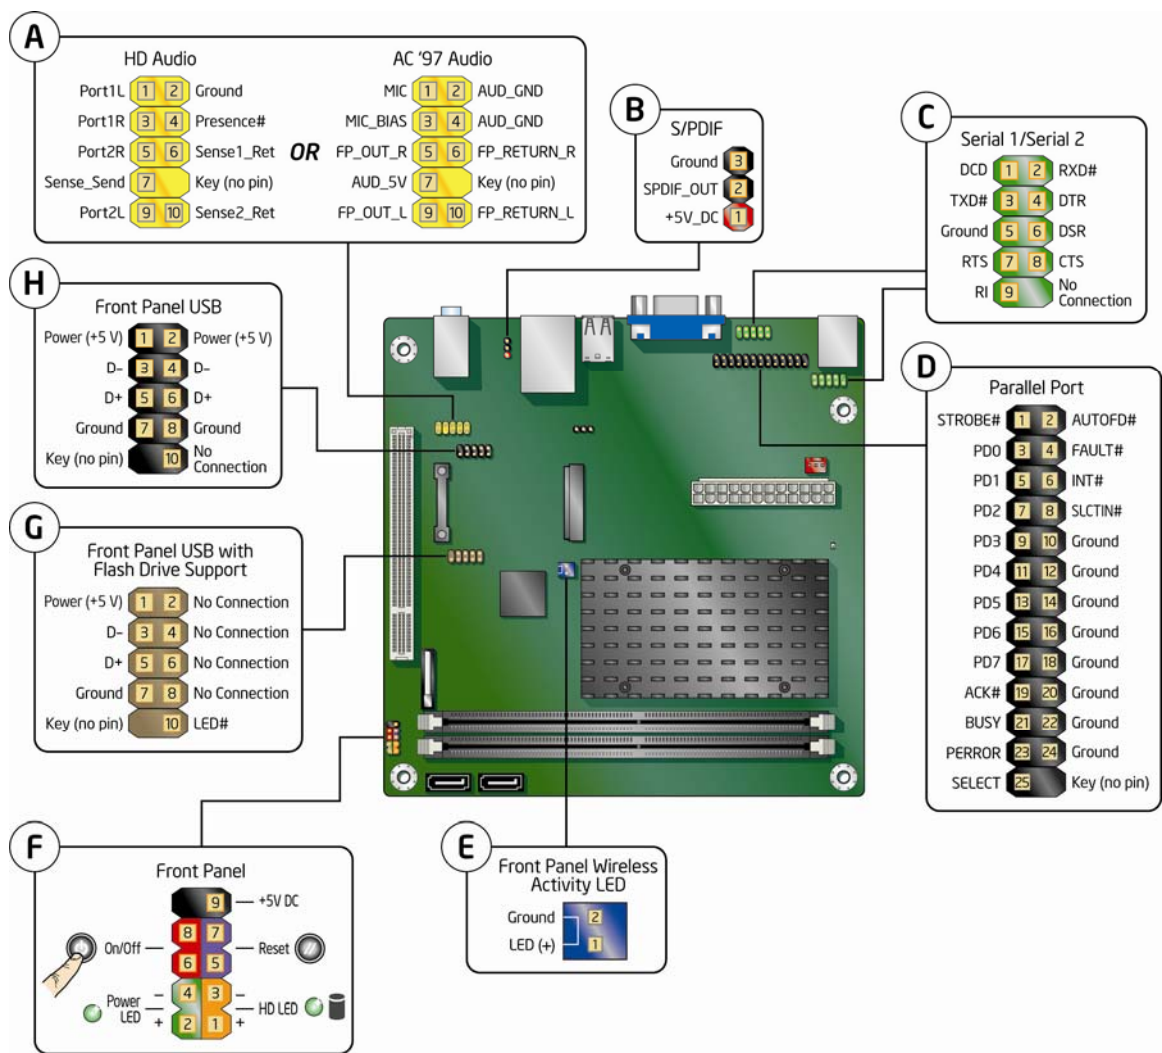 A
HD Audio
Port1L 1 2 Ground
Port1R 3 4 Presence#
Port2R 5 6 Sense1_Ret
Sense_Send 7 Key (no pin)
Port2L 9 10 Sense2_Ret
OR
AC '97 Audio
MIC 1 2 AUD_GND
MIC_BIAS 3 4 AUD_GND
FP_OUT_R 5 6 FP_RETURN_R
AUD_5V 7 Key (no pin)
FP_OUT_L 9 10 FP_RETURN_L
B
S/PDIF
Ground 3
SPDIF_OUT 2
+5V_DC 1
C
Serial 1/Serial 2
DCD 1 2 RXD#
TXD# 3 4 DTR
Ground 5 6 DSR
RTS 7 8 CTS
RI 9 No
Connection
H
Front Panel USB
Power (+5 V) 1 2 Power (+5 V)
D– 3 4 D–
D+ 5 6 D+
Ground 7 8 Ground
Key (no pin) 10 No
Connection
D
Parallel Port
STROBE# 1 2 AUTOFD#
PD0 3 4 FAULT#
PD1 5 6 INT#
PD2 7 8 SLCTIN#
PD3 9 10 Ground
PD4 11 12 Ground
PD5 13 14 Ground
PD6 15 16 Ground
PD7 17 18 Ground
ACK# 19 20 Ground
BUSY 21 22 Ground
PERROR 23 24 Ground
SELECT 25 Key (no pin)
G
Front Panel USB with
Flash Drive Support
Power (+5 V) 1 2 No Connection
D– 3 4 No Connection
D+ 5 6 No Connection
Ground 7 8 No Connection
Key (no pin) 10 LED#
F
Front Panel
9 +5V DC
8 7
On/Off Reset
6 5
– 4 3 –
Power
LED HD LED
+ 2 1 +
E
Front Panel Wireless
Activity LED
Ground 2
LED (+) 1